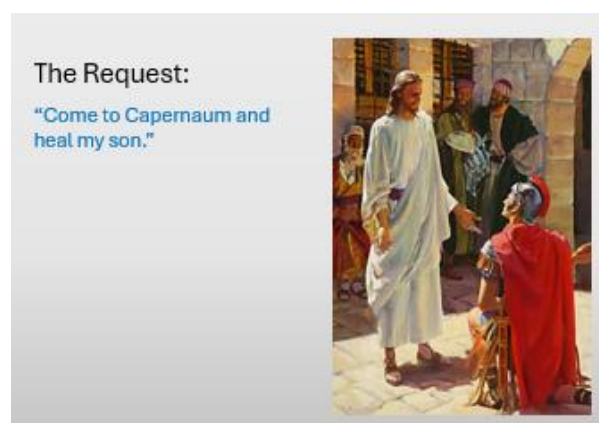 The Request:
“Come to Capernaum and
heal my son.”